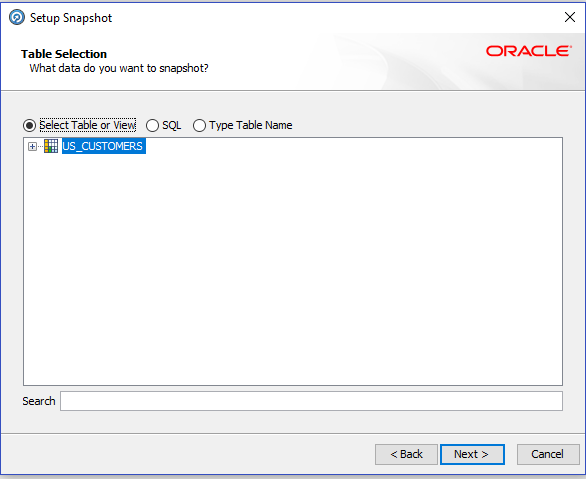 Setup Snapshot
Table Selection
What data do you want to snapshot?
ORACLE
Select Table or View SQL Type Table Name
US_CUSTOMERS
Search
< Back Next > Cancel